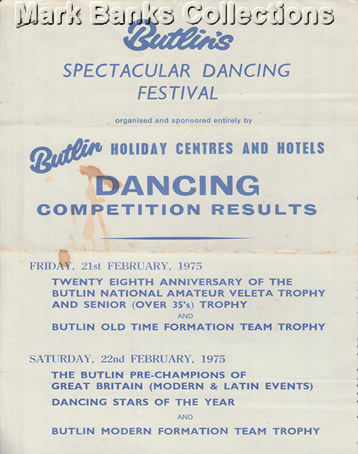 Mark Banks Collections
Butlin's
SPECTACULAR DANCING
FESTIVAL
organised and sponsored entirely by
Butlin HOLIDAY CENTRES AND HOTELS
DANCING
COMPETITION RESULTS
FRIDAY, 21st FEBRUARY, 1975
TWENTY EIGHTH ANNIVERSARY OF THE
BUTLIN NATIONAL AMATEUR VELETA TROPHY
AND SENIOR (OVER 35's) TROPHY
AND
BUTLIN OLD TIME FORMATION TEAM TROPHY
SATURDAY, 22nd FEBRUARY, 1975
THE BUTLIN PRE-CHAMPIONS OF
GREAT BRITAIN (MODERN & LATIN EVENTS)
DANCING STARS OF THE YEAR
AND
BUTLIN MODERN FORMATION TEAM TROPHY